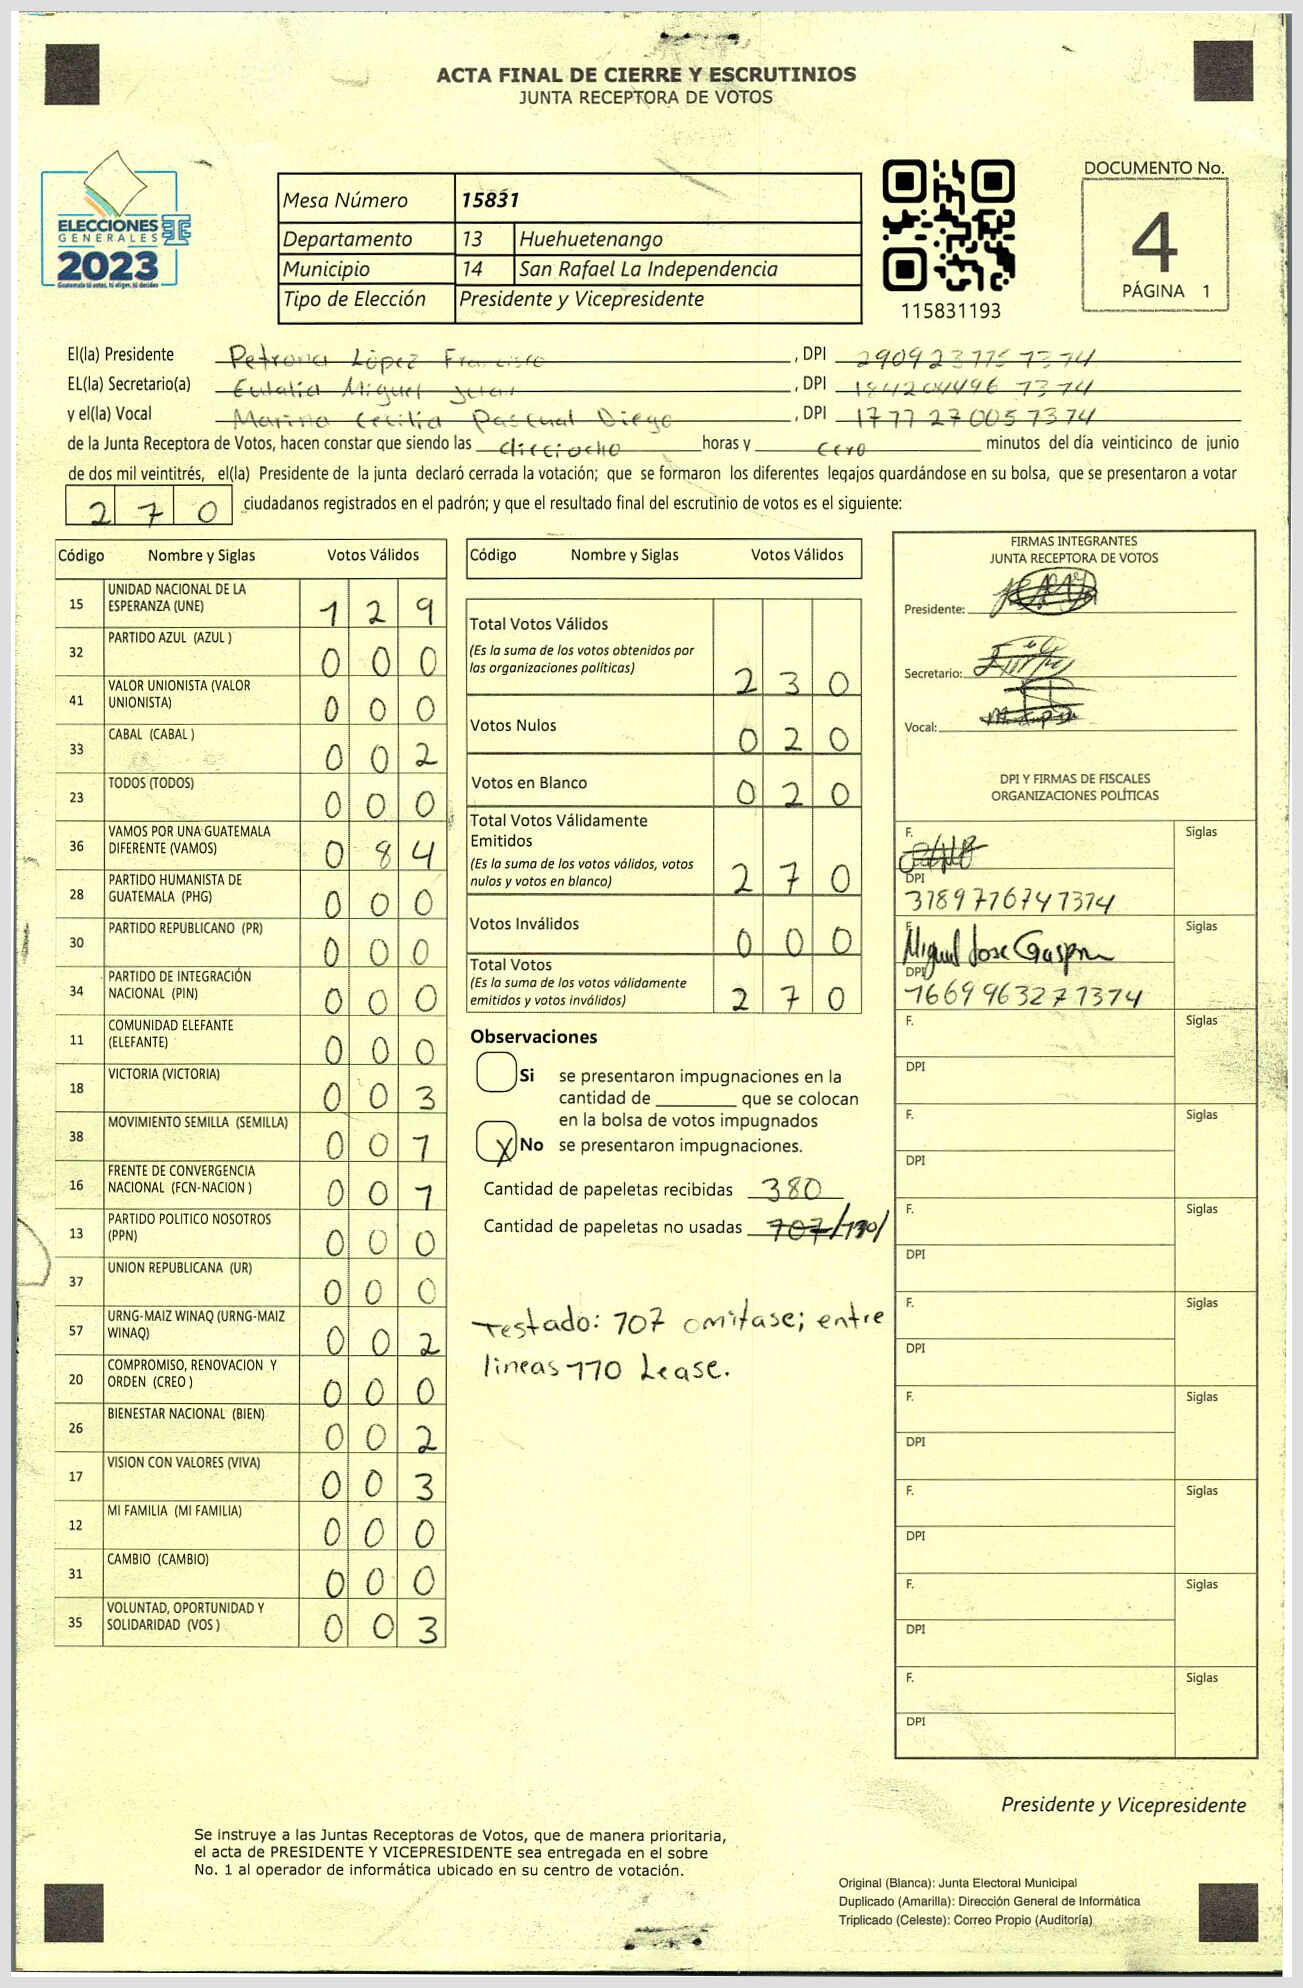 ACTA FINAL DE CIERRE Y ESCRUTINIOS
JUNTA RECEPTORA DE VOTOS
ELECCIONES
GENERALES
2023
Guatemala tú votas, tú eliges, tú decides
Mesa Número 15831
Departamento 13 Huehuetenango
Municipio 14 San Rafael La Independencia
Tipo de Elección Presidente y Vicepresidente
115831193
DOCUMENTO No.
4
PÁGINA 1
El(la) Presidente Petrona López Francisco, DPI 2909237757374
EL(la) Secretario(a) Eulalia Miguel Juan, DPI 1842044967374
y el(la) Vocal Marina Cecilia Pascual Diego, DPI 1777270057374
de la Junta Receptora de Votos, hacen constar que siendo las dieciocho horas y cero minutos del día veinticinco de junio
de dos mil veintitrés, el(la) Presidente de la junta declaró cerrada la votación; que se formaron los diferentes legajos guardándose en su bolsa, que se presentaron a votar
270 ciudadanos registrados en el padrón; y que el resultado final del escrutinio de votos es el siguiente:
Código Nombre y Siglas Votos Válidos
15 UNIDAD NACIONAL DE LA ESPERANZA (UNE) 129
32 PARTIDO AZUL (AZUL ) 000
41 VALOR UNIONISTA (VALOR UNIONISTA) 000
33 CABAL (CABAL ) 002
23 TODOS (TODOS) 000
36 VAMOS POR UNA GUATEMALA DIFERENTE (VAMOS) 084
28 PARTIDO HUMANISTA DE GUATEMALA (PHG) 000
30 PARTIDO REPUBLICANO (PR) 000
34 PARTIDO DE INTEGRACIÓN NACIONAL (PIN) 000
11 COMUNIDAD ELEFANTE (ELEFANTE) 000
18 VICTORIA (VICTORIA) 003
38 MOVIMIENTO SEMILLA (SEMILLA) 001
16 FRENTE DE CONVERGENCIA NACIONAL (FCN-NACION ) 001
13 PARTIDO POLITICO NOSOTROS (PPN) 000
37 UNION REPUBLICANA (UR) 000
57 URNG-MAIZ WINAQ (URNG-MAIZ WINAQ) 002
20 COMPROMISO, RENOVACION Y ORDEN (CREO ) 000
26 BIENESTAR NACIONAL (BIEN) 002
17 VISION CON VALORES (VIVA) 003
12 MI FAMILIA (MI FAMILIA) 000
31 CAMBIO (CAMBIO) 000
35 VOLUNTAD, OPORTUNIDAD Y SOLIDARIDAD (VOS ) 003
Código Nombre y Siglas Votos Válidos
Total Votos Válidos 230
(Es la suma de los votos obtenidos por
las organizaciones políticas)
Votos Nulos 020
Votos en Blanco 020
Total Votos Válidamente
Emitidos 270
(Es la suma de los votos válidos, votos
nulos y votos en blanco)
Votos Inválidos 000
Total Votos 270
(Es la suma de los votos válidamente
emitidos y votos inválidos)
Observaciones
Si se presentaron impugnaciones en la
cantidad de ________ que se colocan
en la bolsa de votos impugnados
X No se presentaron impugnaciones.
Cantidad de papeletas recibidas 380
Cantidad de papeletas no usadas 107/110/
Testado: 107 omitase; entre
lineas 110 Lease.
FIRMAS INTEGRANTES
JUNTA RECEPTORA DE VOTOS
Presidente:
Secretario:
Vocal:
DPI Y FIRMAS DE FISCALES
ORGANIZACIONES POLÍTICAS
F. Siglas
DPI
3189776747374
F. Miguel Jose Gaspar Siglas
DPI
1669963271374
F. Siglas
DPI
F. Siglas
DPI
F. Siglas
DPI
F. Siglas
DPI
F. Siglas
DPI
F. Siglas
DPI
F. Siglas
DPI
F. Siglas
DPI
Presidente y Vicepresidente
Se instruye a las Juntas Receptoras de Votos, que de manera prioritaria,
el acta de PRESIDENTE Y VICEPRESIDENTE sea entregada en el sobre
No. 1 al operador de informática ubicado en su centro de votación.
Original (Blanca): Junta Electoral Municipal
Duplicado (Amarilla): Dirección General de Informática
Triplicado (Celeste): Correo Propio (Auditoría)